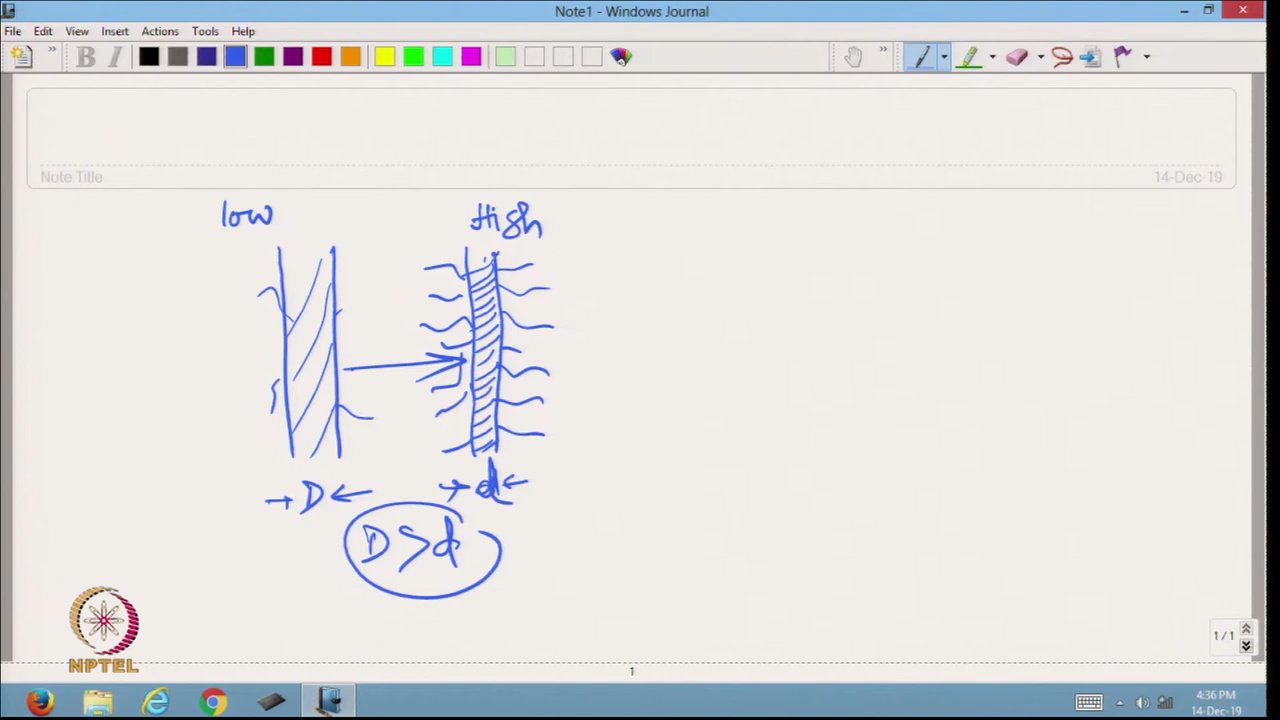 Note1 - Windows Journal
File Edit View Insert Actions Tools Help
B I
Note Title
14-Dec-19
low
High
D
d
D > d
NPTEL
1 / 1
1
4:36 PM
14-Dec-19